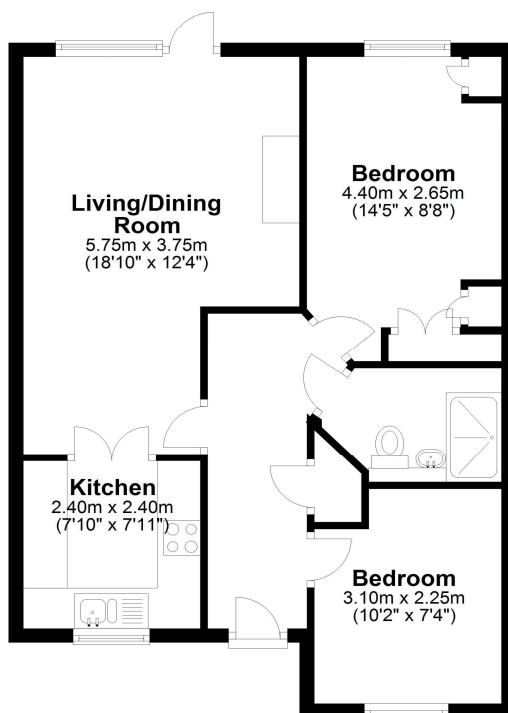 Living/Dining
Room
5.75m x 3.75m
(18'10" x 12'4")
Bedroom
4.40m x 2.65m
(14'5" x 8'8")
Kitchen
2.40m x 2.40m
(7'10" x 7'11")
Bedroom
3.10m x 2.25m
(10'2" x 7'4")